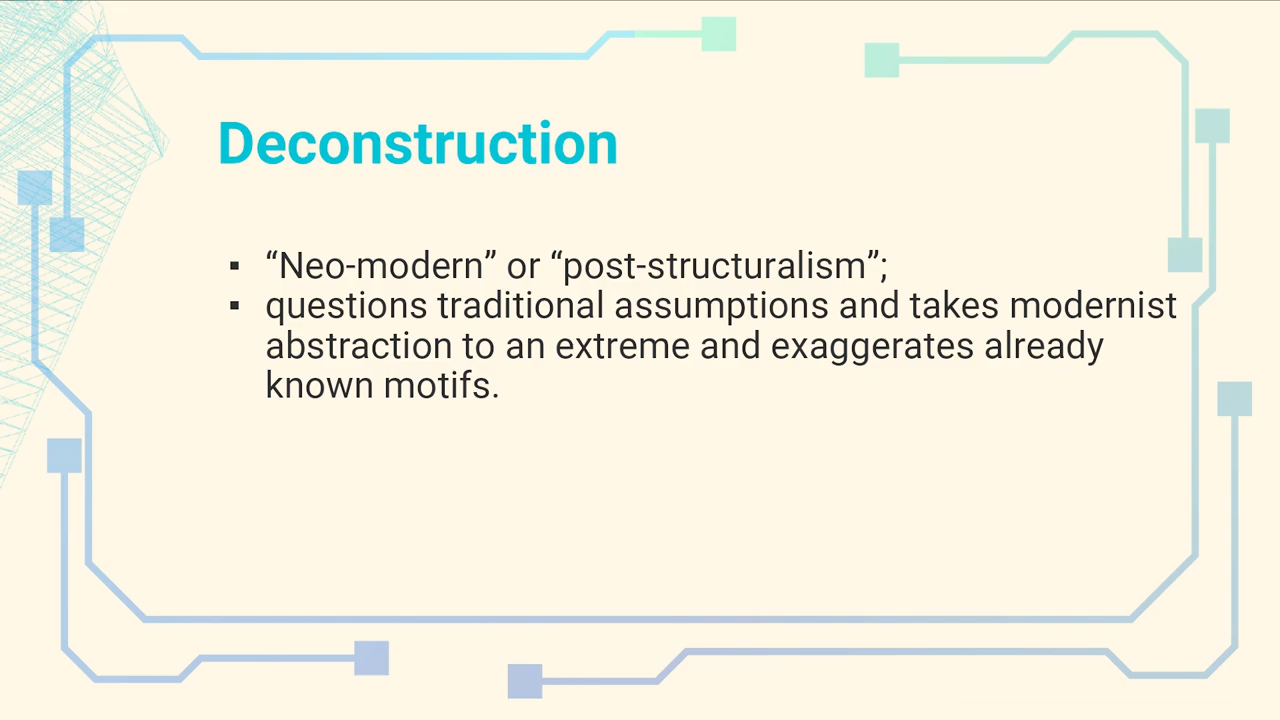 Deconstruction
▪ “Neo-modern” or “post-structuralism”;
▪ questions traditional assumptions and takes modernist
abstraction to an extreme and exaggerates already
known motifs.